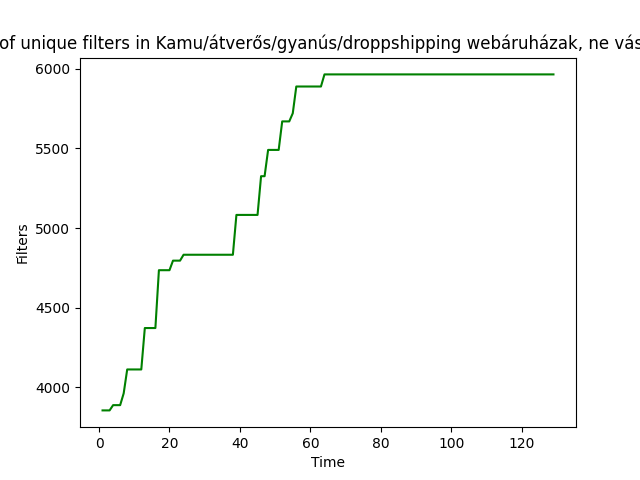 of unique filters in Kamu/átverős/gyanús/droppshipping webáruházak, ne vás
6000
5500
5000
4500
4000
Filters
0 20 40 60 80 100 120
Time